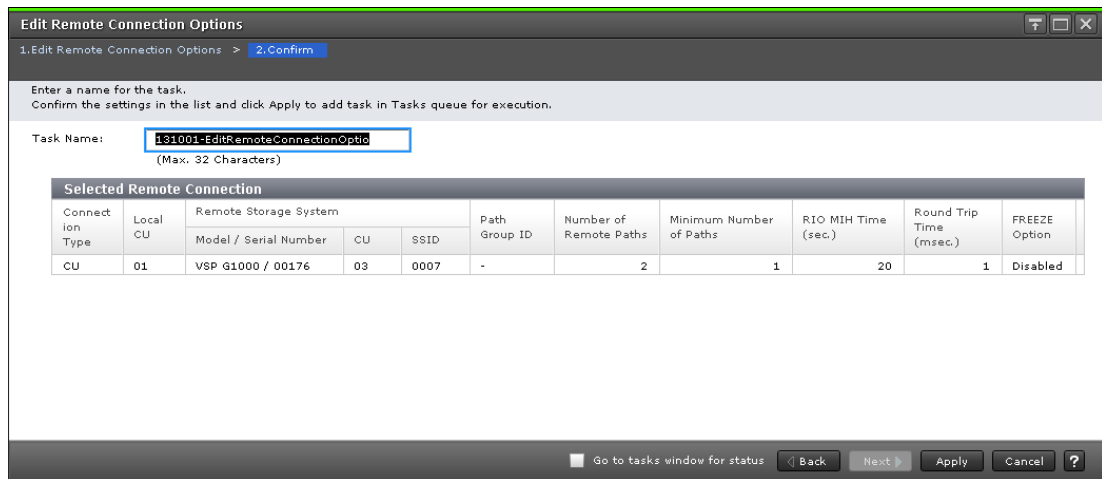 Edit Remote Connection Options
1.Edit Remote Connection Options > 2.Confirm
Enter a name for the task.
Confirm the settings in the list and click Apply to add task in Tasks queue for execution.
Task Name: 131001-EditRemoteConnectionOptio
(Max. 32 Characters)
Selected Remote Connection
Connect
ion
Type
Local
CU
Remote Storage System
Model / Serial Number CU SSID
Path
Group ID
Number of
Remote Paths
Minimum Number
of Paths
RIO MIH Time
(sec.)
Round Trip
Time
(msec.)
FREEZE
Option
CU 01 VSP G1000 / 00176 03 0007 - 2 1 20 1 Disabled
Go to tasks window for status Back Next Apply Cancel ?